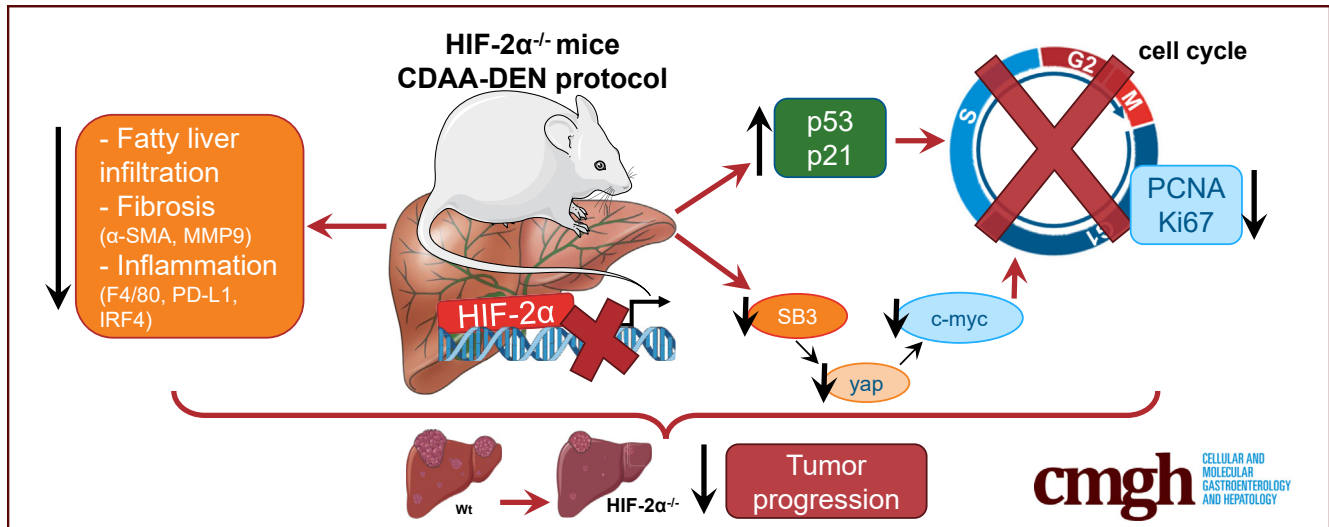 HIF-2α-/- mice
CDAA-DEN protocol
- Fatty liver
infiltration
- Fibrosis
(α-SMA, MMP9)
- Inflammation
(F4/80, PD-L1,
IRF4)
HIF-2α
p53
p21
cell cycle
G2
M
S
G1
PCNA
Ki67
SB3
yap
c-myc
Wt
HIF-2α-/-
Tumor
progression
cmgh
CELLULAR AND
MOLECULAR
GASTROENTEROLOGY
AND HEPATOLOGY